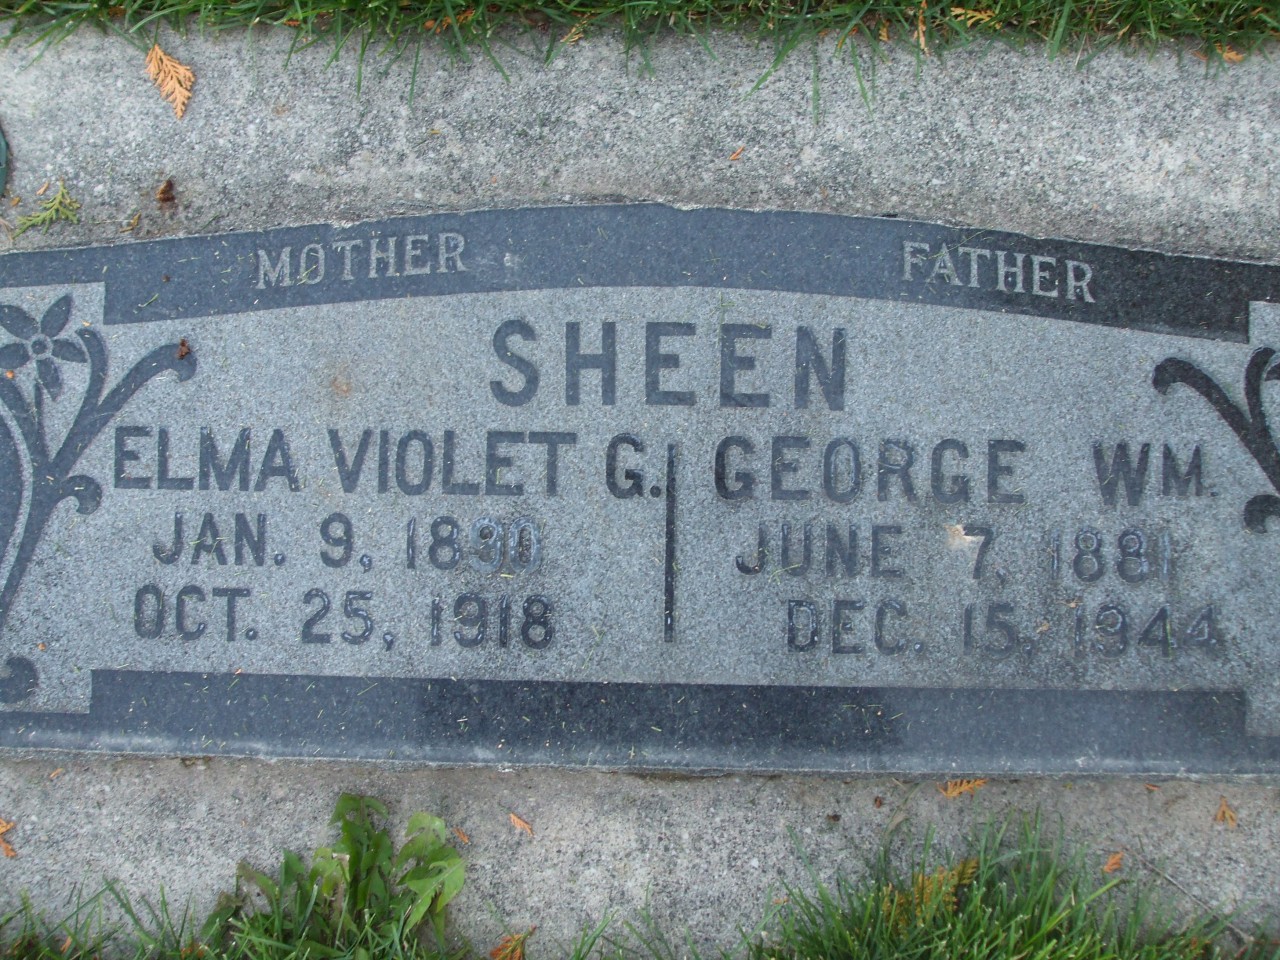 MOTHER FATHER
SHEEN
ELMA VIOLET G. GEORGE WM.
JAN. 9, 1890 JUNE 7, 1881
OCT. 25, 1918 DEC. 15, 1944